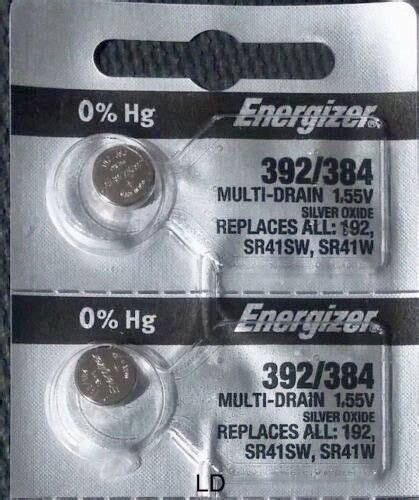 0% Hg
Energizer
392/384
MULTI-DRAIN 1.55V
SILVER OXIDE
REPLACES ALL: 192,
SR41SW, SR41W
0% Hg
Energizer
392/384
MULTI-DRAIN 1.55V
SILVER OXIDE
REPLACES ALL: 192,
SR41SW, SR41W
LD